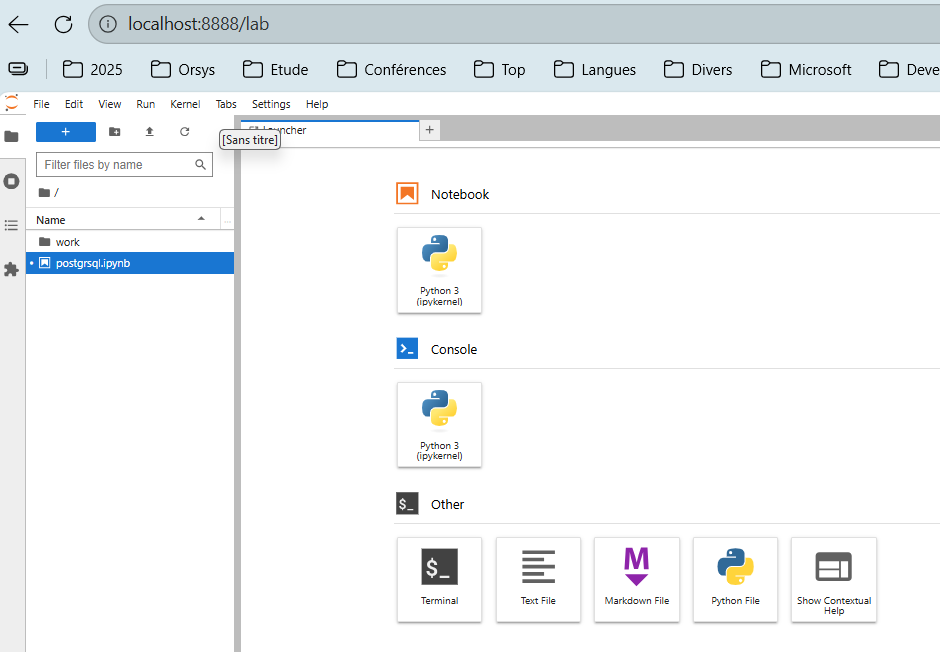 localhost:8888/lab
2025 Orsys Etude Conférences Top Langues Divers Microsoft Deve
File Edit View Run Kernel Tabs Settings Help
[Sans titre]
Filter files by name
/
Name
work
postgrsql.ipynb
Notebook
Python 3
(ipykernel)
Console
Python 3
(ipykernel)
$_ Other
$_
Terminal
Text File
M
Markdown File
Python File
Show Contextual
Help